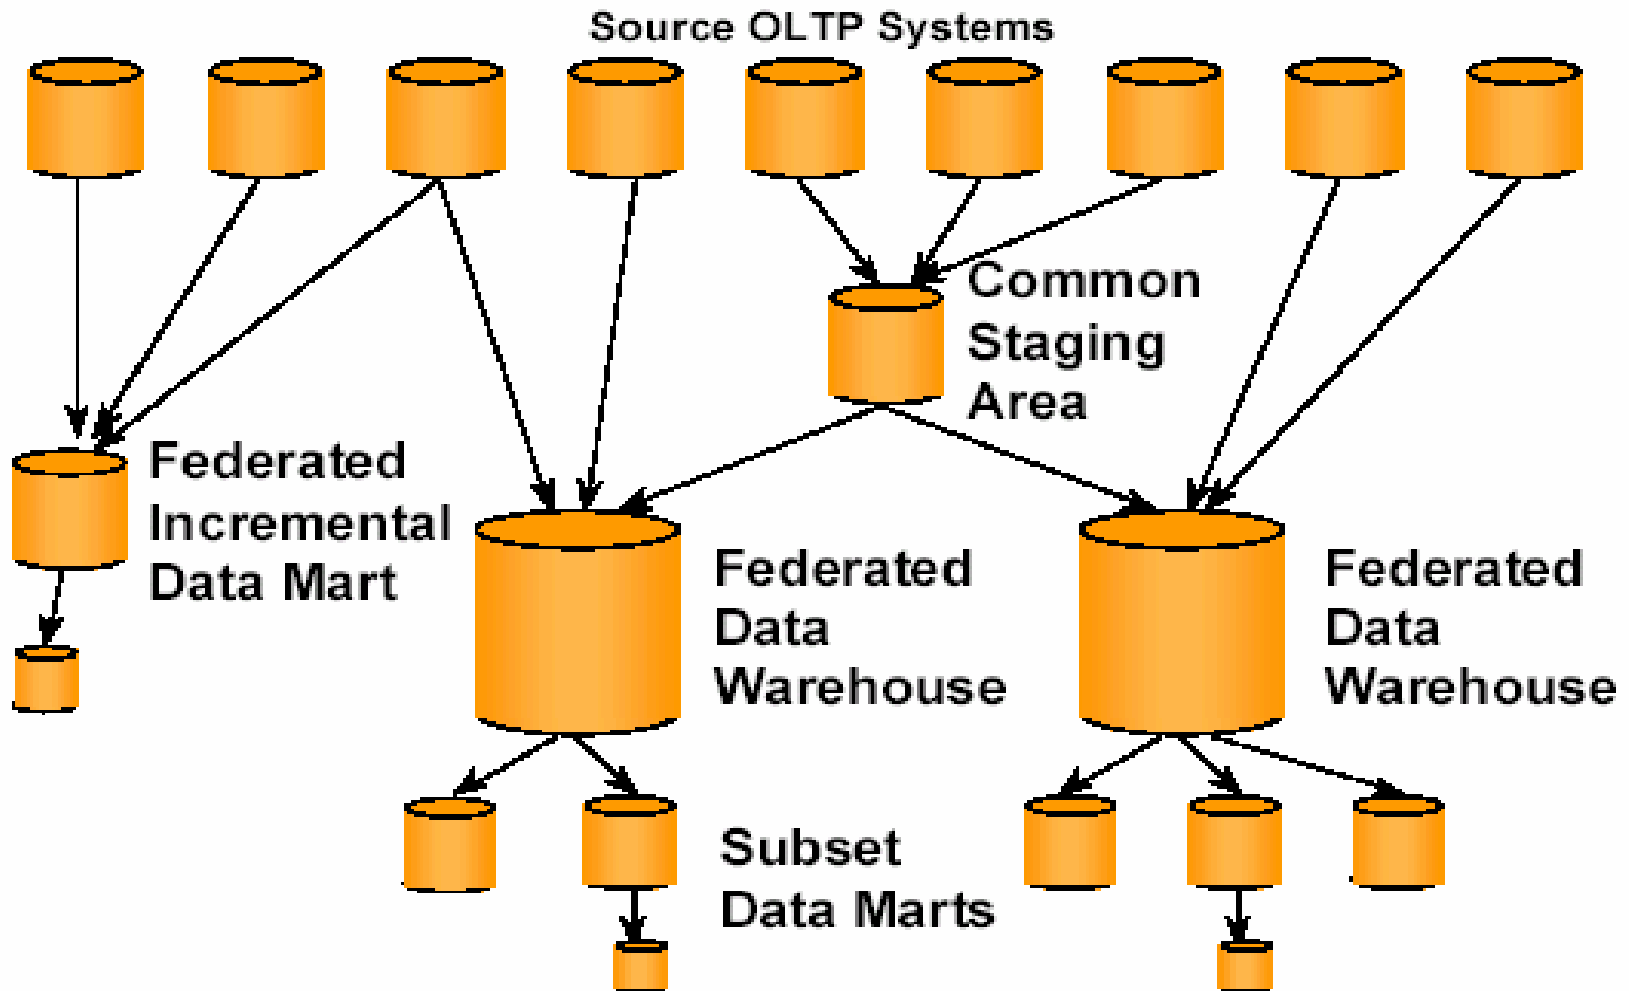 Source OLTP Systems
Common
Staging
Area
Federated
Incremental
Data Mart
Federated
Data
Warehouse
Federated
Data
Warehouse
Subset
Data Marts